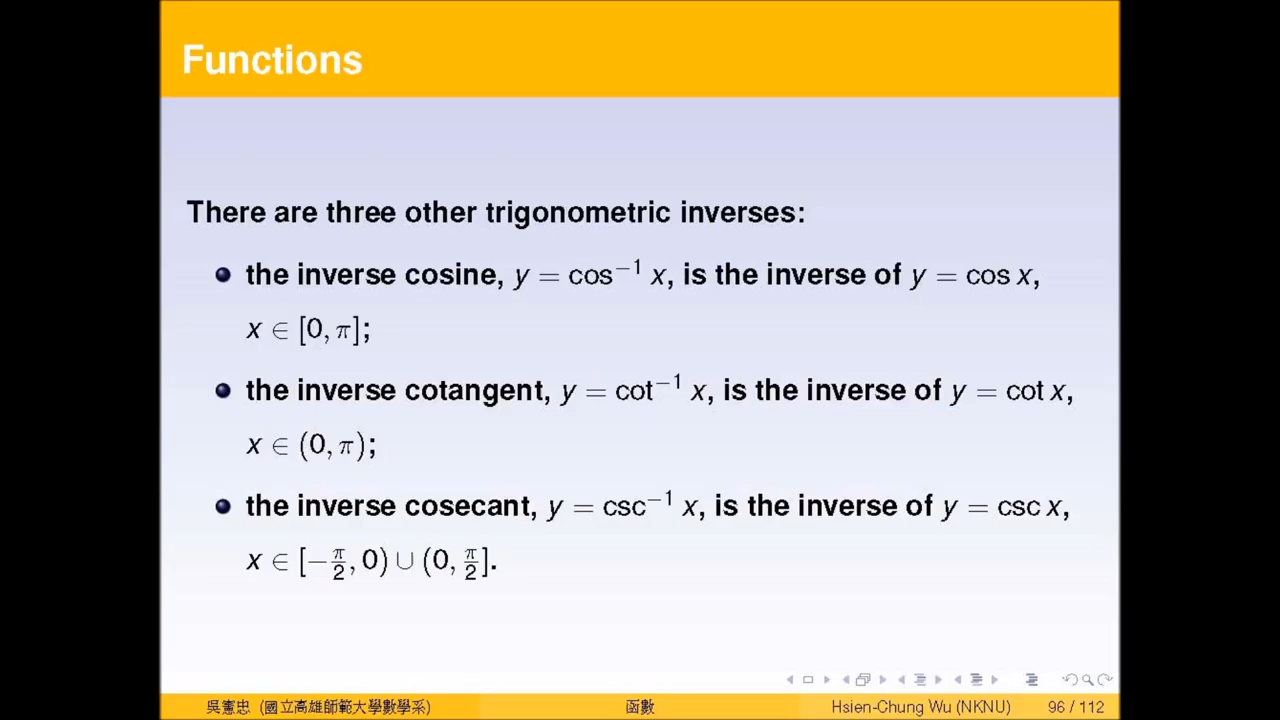 Functions
There are three other trigonometric inverses:
the inverse cosine, y = cos⁻¹ x, is the inverse of y = cos x,
x ∈ [0, π];
the inverse cotangent, y = cot⁻¹ x, is the inverse of y = cot x,
x ∈ (0, π);
the inverse cosecant, y = csc⁻¹ x, is the inverse of y = csc x,
x ∈ [−π/2, 0) ∪ (0, π/2].
吳憲忠 (國立高雄師範大學數學系) 函數 Hsien-Chung Wu (NKNU) 96 / 112